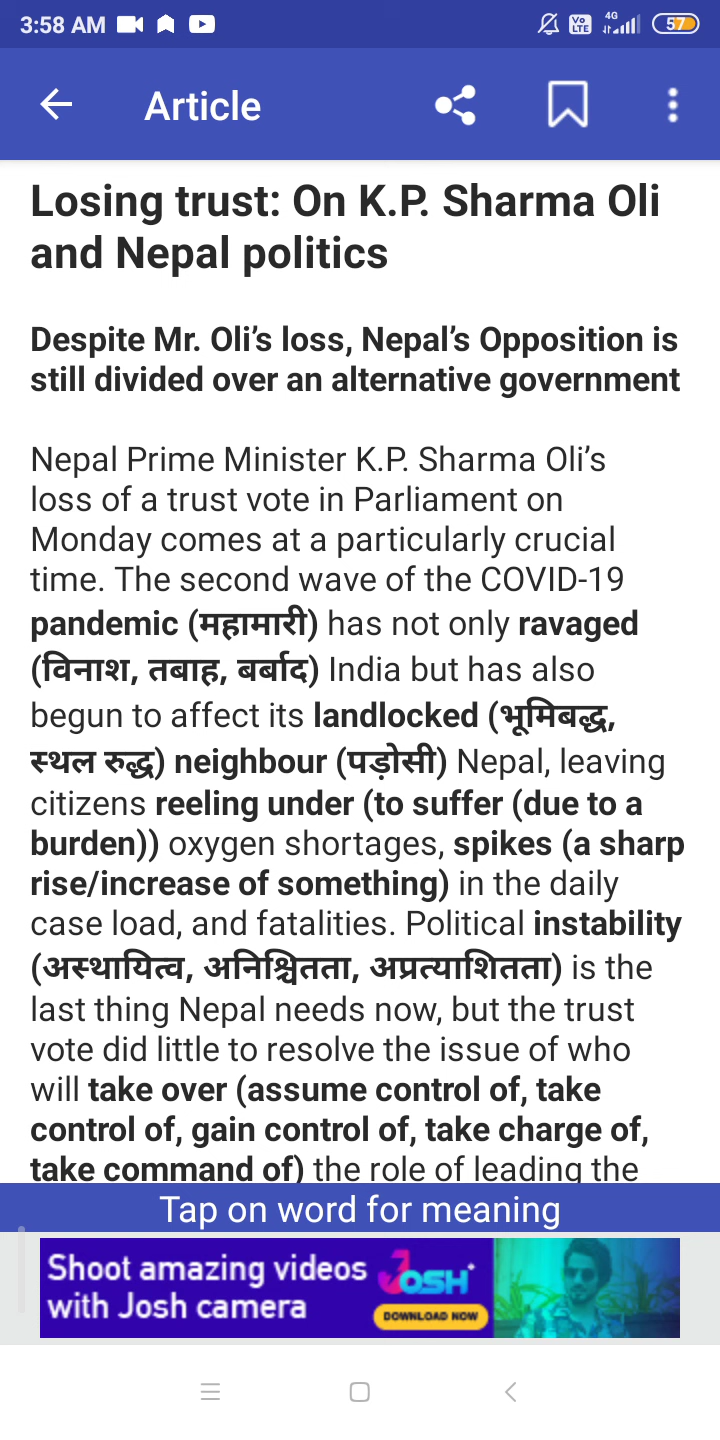 3:58 AM
Vo
LTE
4G
57
Article
Losing trust: On K.P. Sharma Oli
and Nepal politics
Despite Mr. Oli’s loss, Nepal’s Opposition is
still divided over an alternative government
Nepal Prime Minister K.P. Sharma Oli’s
loss of a trust vote in Parliament on
Monday comes at a particularly crucial
time. The second wave of the COVID-19
pandemic (महामारी) has not only ravaged
(विनाश, तबाह, बर्बाद) India but has also
begun to affect its landlocked (भूमिबद्ध,
स्थल रुद्ध) neighbour (पड़ोसी) Nepal, leaving
citizens reeling under (to suffer (due to a
burden)) oxygen shortages, spikes (a sharp
rise/increase of something) in the daily
case load, and fatalities. Political instability
(अस्थायित्व, अनिश्चितता, अप्रत्याशितता) is the
last thing Nepal needs now, but the trust
vote did little to resolve the issue of who
will take over (assume control of, take
control of, gain control of, take charge of,
take command of) the role of leading the
Tap on word for meaning
Shoot amazing videos
with Josh camera
JOSH
DOWNLOAD NOW